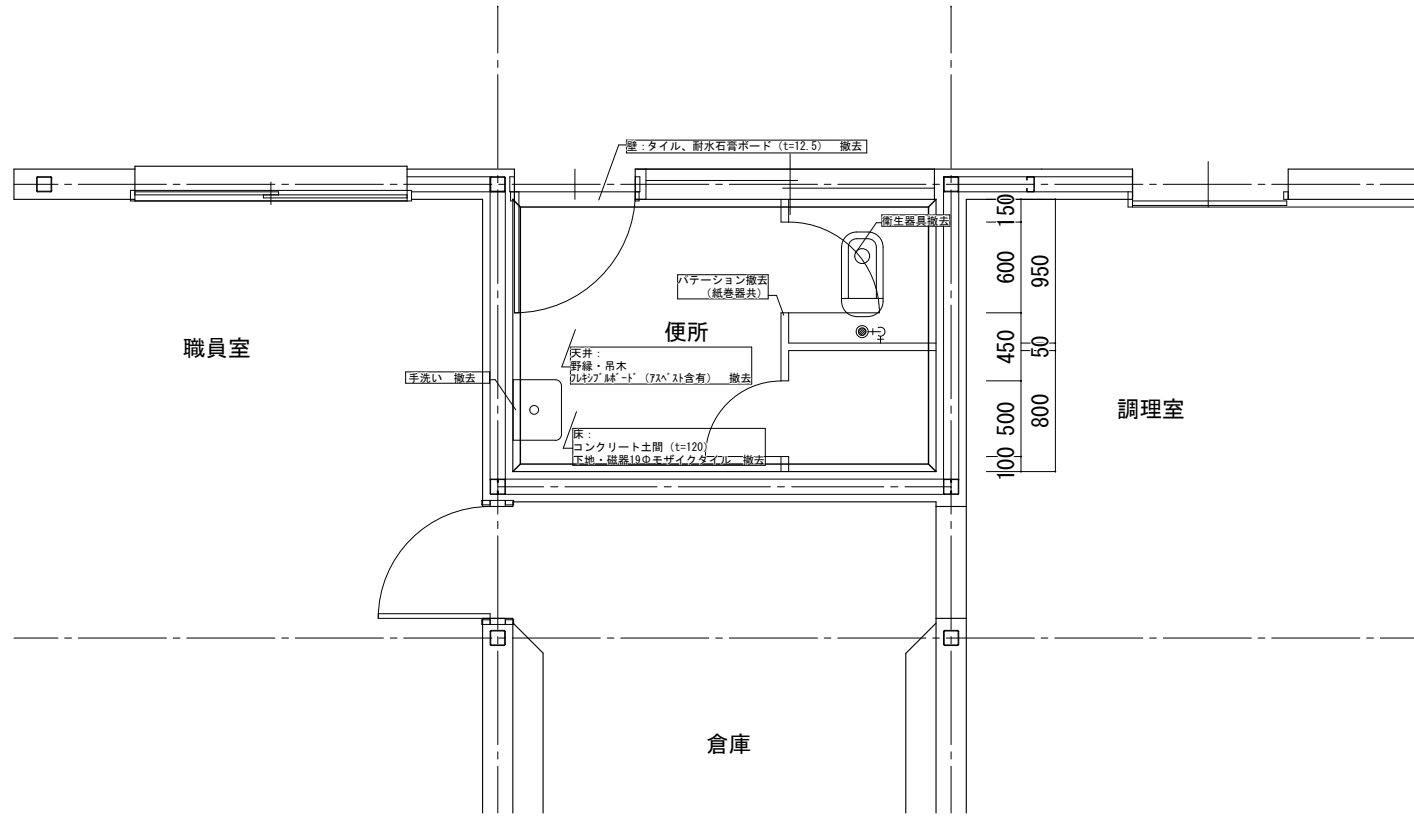 壁：タイル、耐水石膏ボード（t=12.5） 撤去
衛生器具撤去
パテーション撤去
（紙巻器共）
便所
職員室
天井：
野縁・吊木
フレキシブルボード（アスベスト含有） 撤去
手洗い 撤去
床：
コンクリート土間（t=120）
下地・磁器19Φモザイクタイル 撤去
150
600
450
500
100
950
50
800
調理室
倉庫